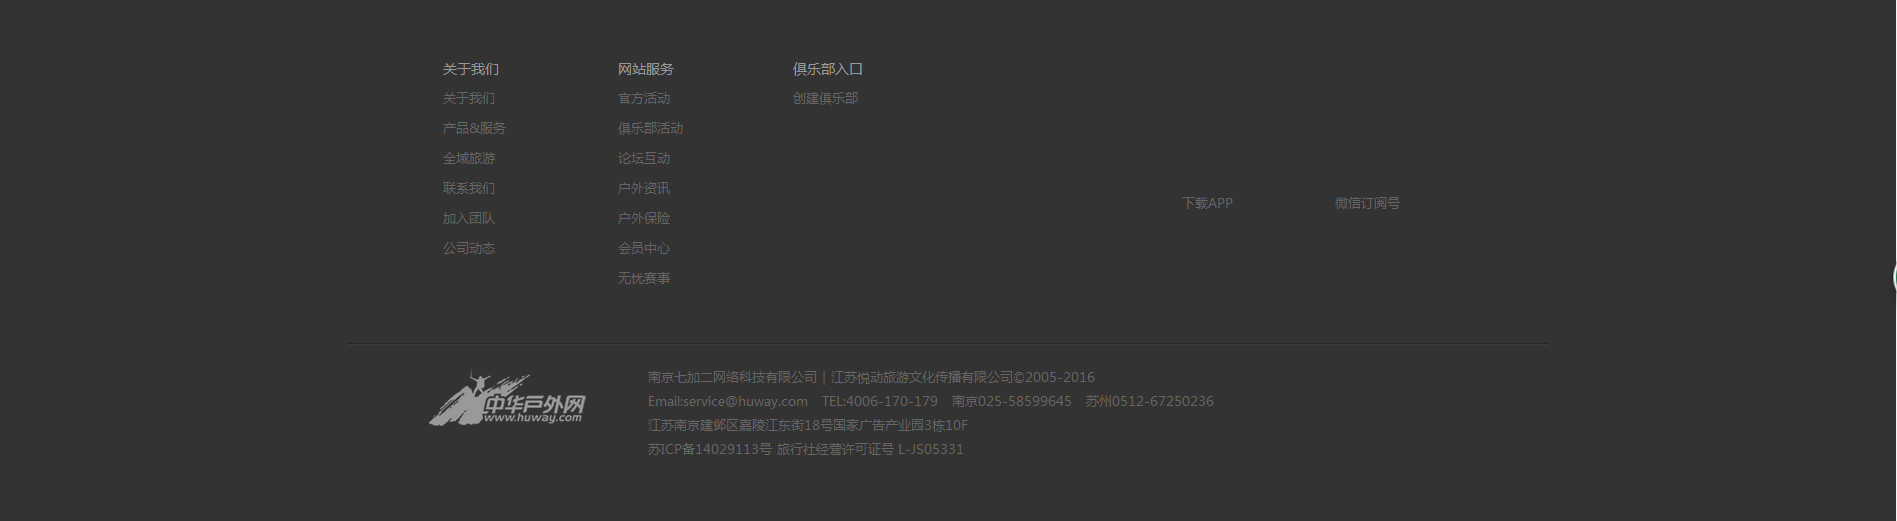 关于我们
关于我们
产品&服务
全域旅游
联系我们
加入团队
公司动态
网站服务
官方活动
俱乐部活动
论坛互动
户外资讯
户外保险
会员中心
无忧赛事
俱乐部入口
创建俱乐部
下载APP
微信订阅号
中华户外网
www.huway.com
南京七加二网络科技有限公司 | 江苏悦动旅游文化传播有限公司©2005-2016
Email:service@huway.com TEL:4006-170-179 南京025-58599645 苏州0512-67250236
江苏南京建邺区嘉陵江东街18号国家广告产业园3栋10F
苏ICP备14029113号 旅行社经营许可证号 L-JS05331